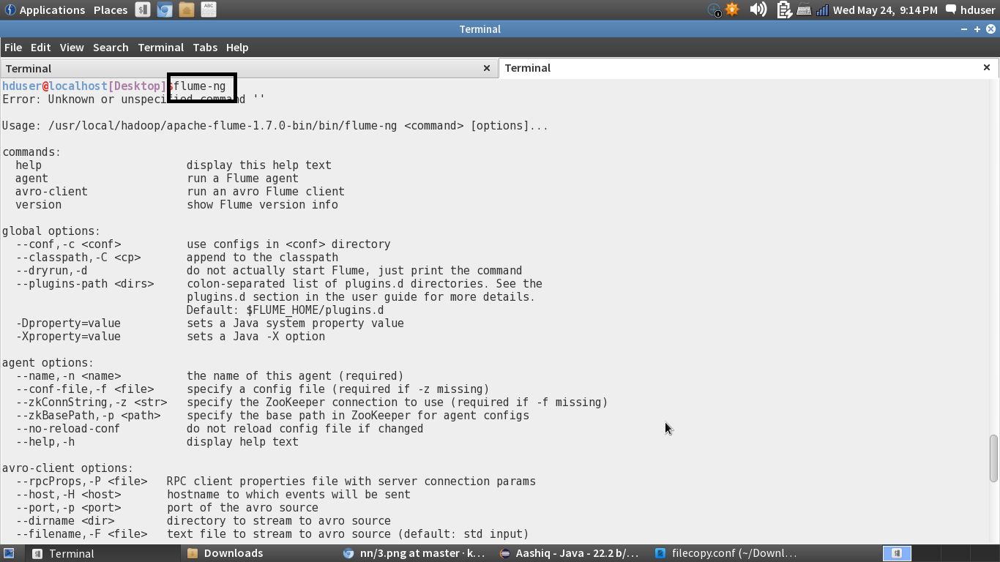 Applications Places Wed May 24, 9:14 PM hduser
Terminal
File Edit View Search Terminal Tabs Help
Terminal Terminal
hduser@localhost[Desktop]$flume-ng
Error: Unknown or unspecified command ''
Usage: /usr/local/hadoop/apache-flume-1.7.0-bin/bin/flume-ng <command> [options]...
commands:
help display this help text
agent run a Flume agent
avro-client run an avro Flume client
version show Flume version info
global options:
--conf,-c <conf> use configs in <conf> directory
--classpath,-C <cp> append to the classpath
--dryrun,-d do not actually start Flume, just print the command
--plugins-path <dirs> colon-separated list of plugins.d directories. See the
plugins.d section in the user guide for more details.
Default: $FLUME_HOME/plugins.d
-Dproperty=value sets a Java system property value
-Xproperty=value sets a Java -X option
agent options:
--name,-n <name> the name of this agent (required)
--conf-file,-f <file> specify a config file (required if -z missing)
--zkConnString,-z <str> specify the ZooKeeper connection to use (required if -f missing)
--zkBasePath,-p <path> specify the base path in ZooKeeper for agent configs
--no-reload-conf do not reload config file if changed
--help,-h display help text
avro-client options:
--rpcProps,-P <file> RPC client properties file with server connection params
--host,-H <host> hostname to which events will be sent
--port,-p <port> port of the avro source
--dirname <dir> directory to stream to avro source
--filename,-F <file> text file to stream to avro source (default: std input)
Terminal Downloads nn/3.png at master · k... Aashiq - Java - 22.2 b/... filecopy.conf (~/Downl...